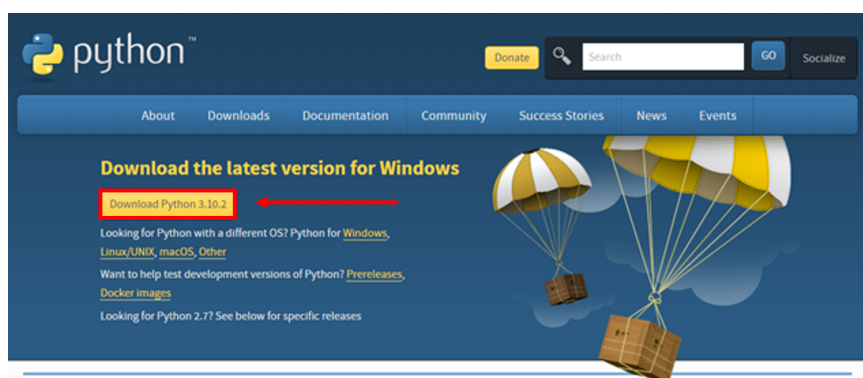 python™
Donate
Search
GO
Socialize
About Downloads Documentation Community Success Stories News Events
Download the latest version for Windows
Download Python 3.10.2
Looking for Python with a different OS? Python for Windows,
Linux/UNIX, macOS, Other
Want to help test development versions of Python? Prereleases,
Docker images
Looking for Python 2.7? See below for specific releases